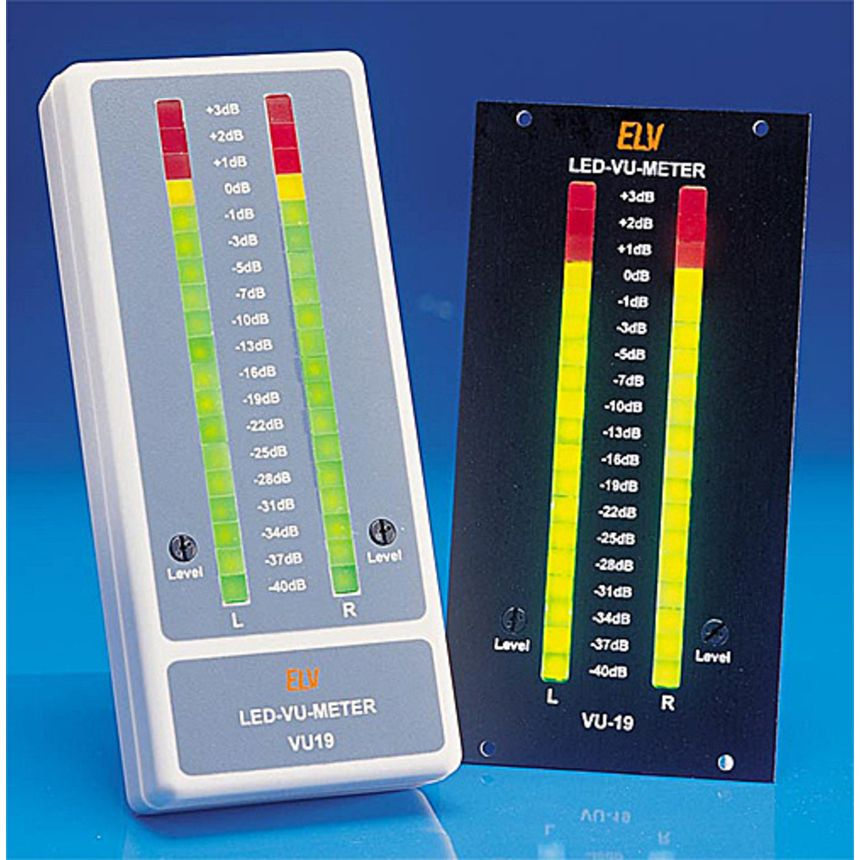 +3dB
+2dB
+1dB
0dB
-1dB
-3dB
-5dB
-7dB
-10dB
-13dB
-16dB
-19dB
-22dB
-25dB
-28dB
-31dB
-34dB
-37dB
-40dB
Level
Level
L R
ELV
LED-VU-METER
VU19
ELV
LED-VU-METER
+3dB
+2dB
+1dB
0dB
-1dB
-3dB
-5dB
-7dB
-10dB
-13dB
-16dB
-19dB
-22dB
-25dB
-28dB
-31dB
-34dB
-37dB
-40dB
Level
Level
L R
VU-19